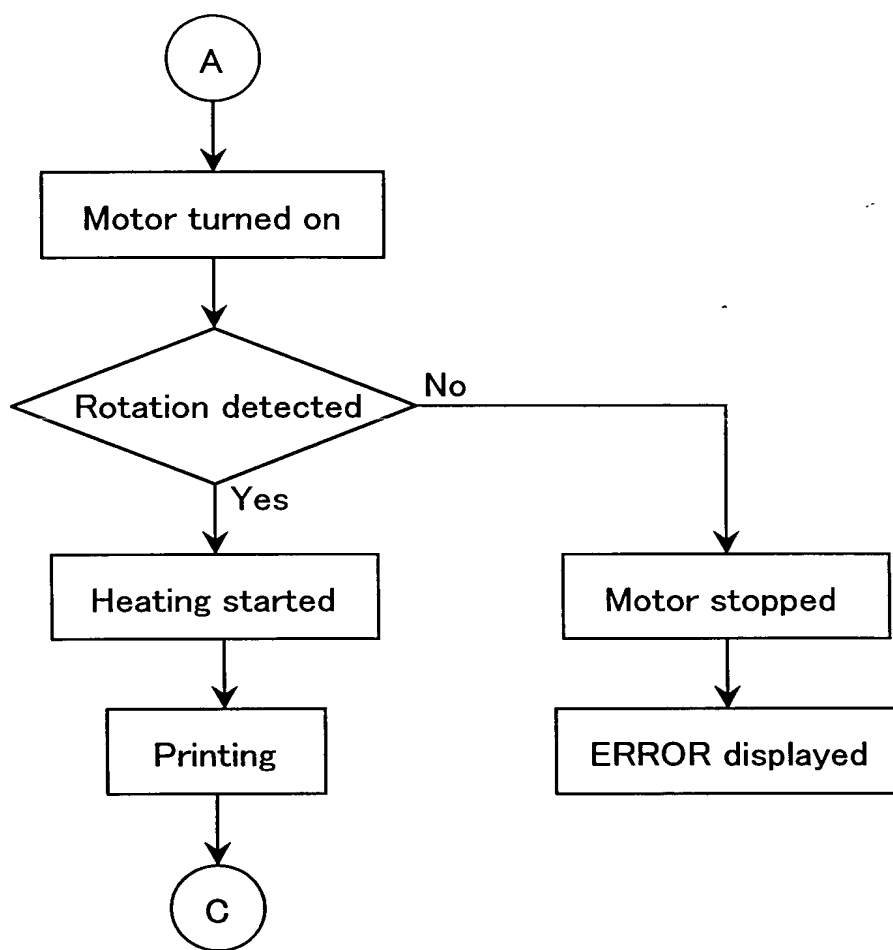 A
Motor turned on
Rotation detected
No
Yes
Heating started
Motor stopped
Printing
ERROR displayed
C